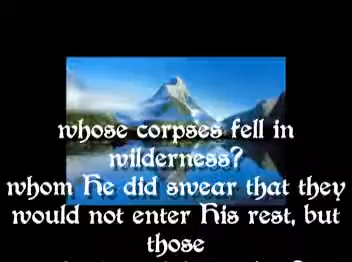 whose corpses fell in
wilderness?
whom He did swear that they
would not enter His rest, but
those